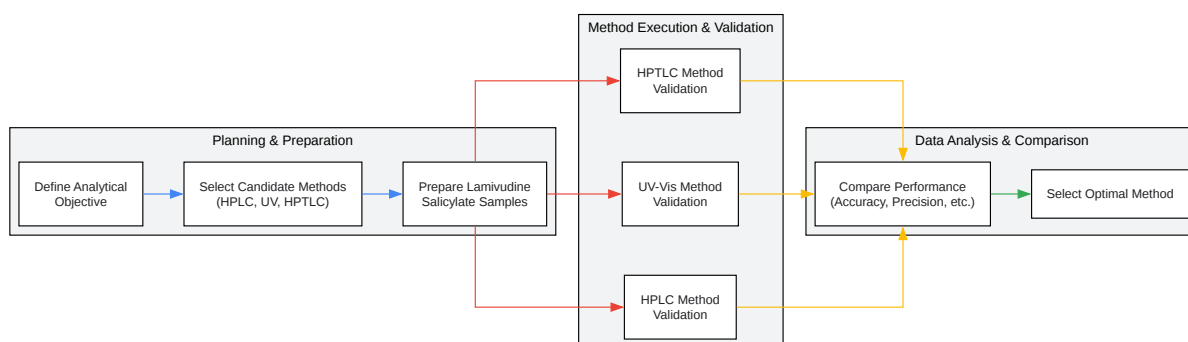 Method Execution & Validation
HPTLC Method
Validation
Planning & Preparation
Define Analytical
Objective
Select Candidate Methods
(HPLC, UV, HPTLC)
Prepare Lamivudine
Salicylate Samples
UV-Vis Method
Validation
HPLC Method
Validation
Data Analysis & Comparison
Compare Performance
(Accuracy, Precision, etc.)
Select Optimal Method